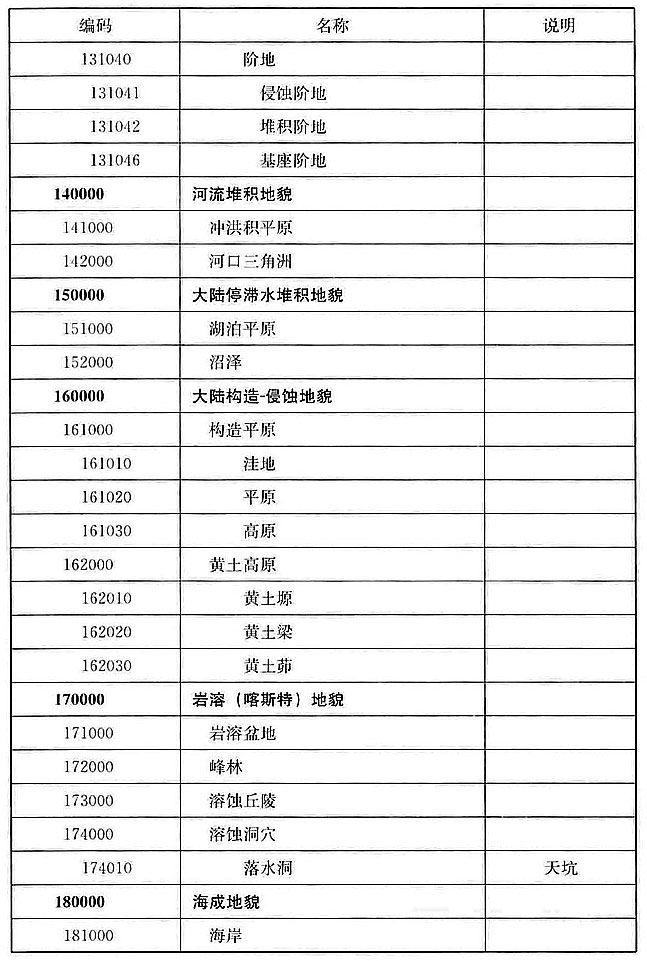 编码 名称 说明
131040 阶地
131041 侵蚀阶地
131042 堆积阶地
131046 基座阶地
140000 河流堆积地貌
141000 冲洪积平原
142000 河口三角洲
150000 大陆停滞水堆积地貌
151000 湖泊平原
152000 沼泽
160000 大陆构造-侵蚀地貌
161000 构造平原
161010 洼地
161020 平原
161030 高原
162000 黄土高原
162010 黄土塬
162020 黄土梁
162030 黄土茆
170000 岩溶（喀斯特）地貌
171000 岩溶盆地
172000 峰林
173000 溶蚀丘陵
174000 溶蚀洞穴
174010 落水洞 天坑
180000 海成地貌
181000 海岸